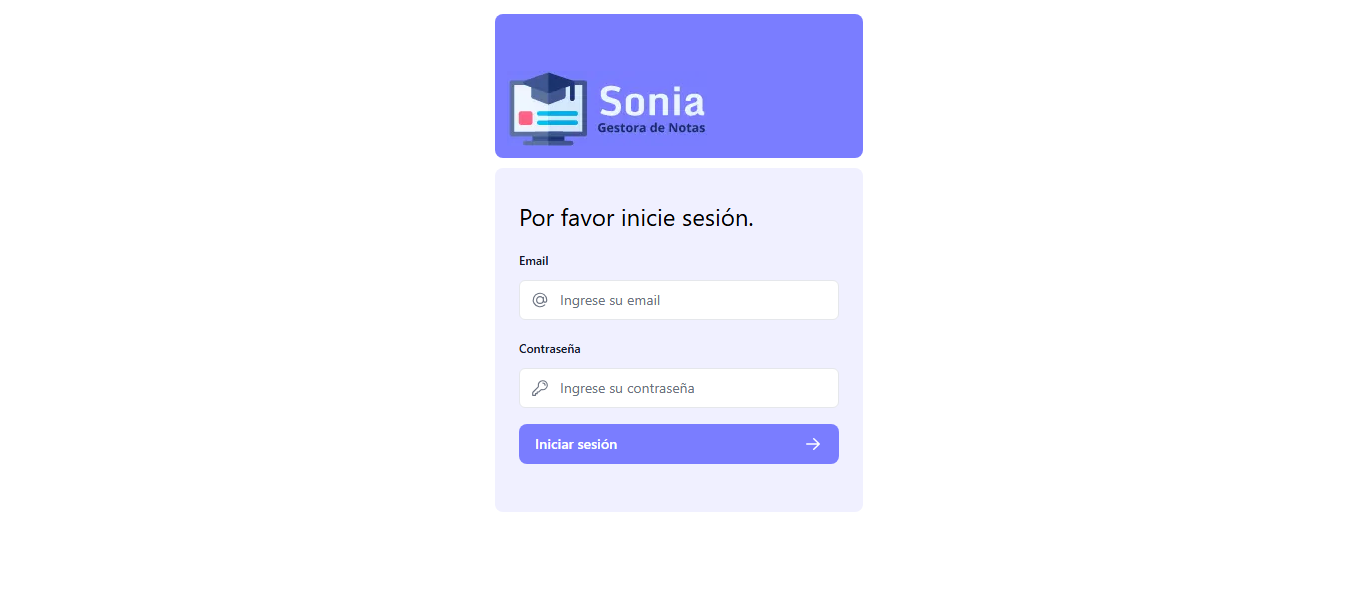 Sonia
Gestora de Notas
Por favor inicie sesión.
Email
Ingrese su email
Contraseña
Ingrese su contraseña
Iniciar sesión